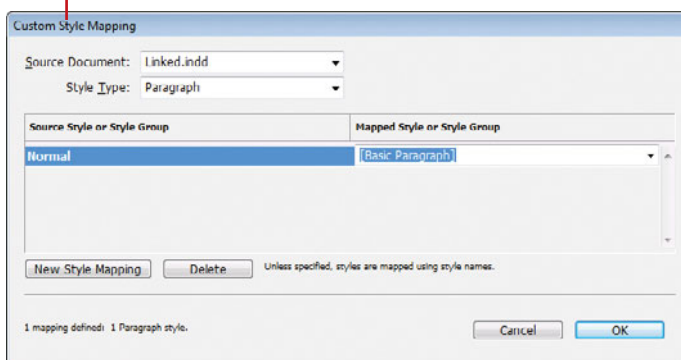 Custom Style Mapping
Source Document: Linked.indd
Style Type: Paragraph
Source Style or Style Group Mapped Style or Style Group
Normal [Basic Paragraph]
New Style Mapping Delete Unless specified, styles are mapped using style names.
1 mapping defined: 1 Paragraph style. Cancel OK